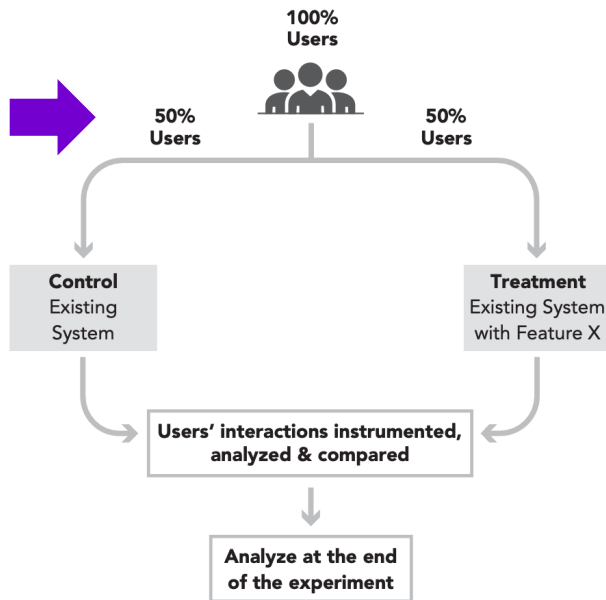 100%
Users
50%
Users
50%
Users
Control
Existing
System
Treatment
Existing System
with Feature X
Users’ interactions instrumented,
analyzed & compared
Analyze at the end
of the experiment